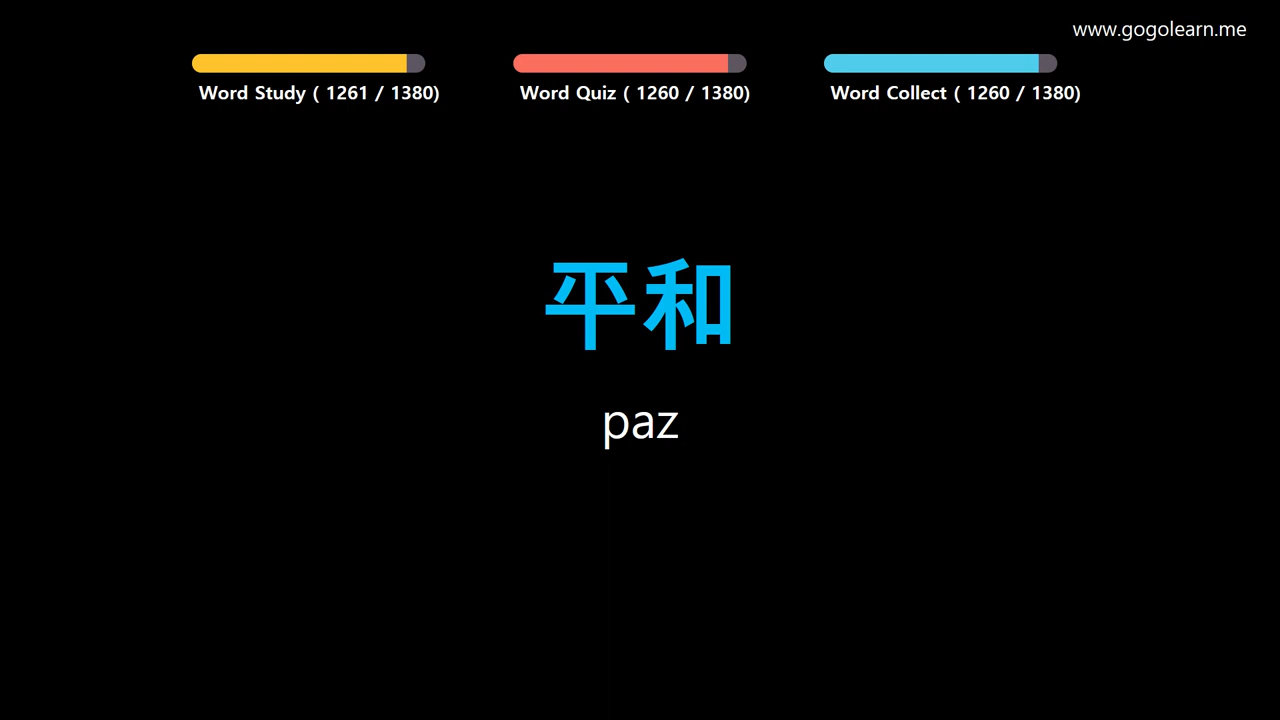 www.gogolearn.me
Word Study ( 1261 / 1380)
Word Quiz ( 1260 / 1380)
Word Collect ( 1260 / 1380)
平和
paz